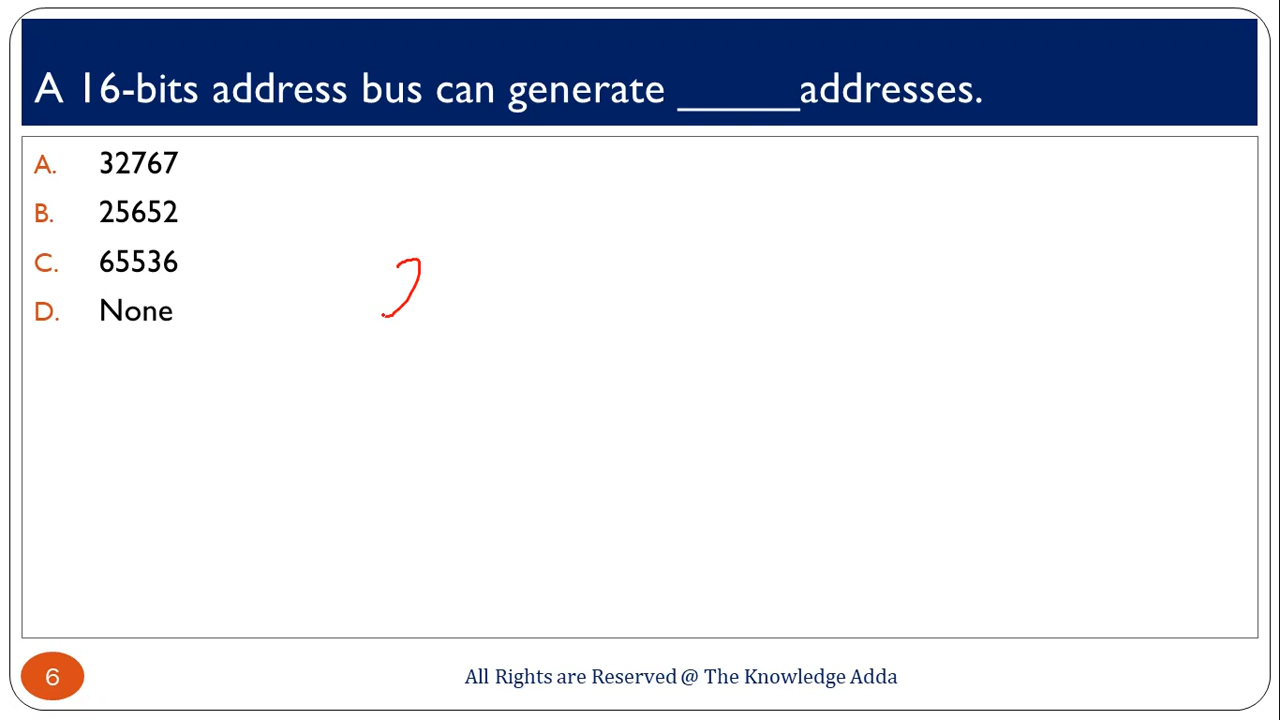 A 16-bits address bus can generate ______addresses.
A. 32767
B. 25652
C. 65536
D. None
6
All Rights are Reserved @ The Knowledge Adda